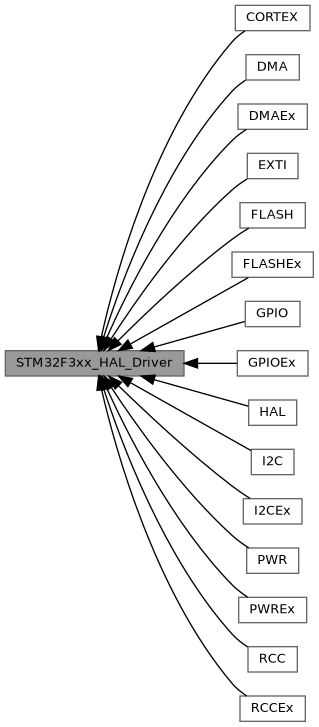 CORTEX
DMA
DMAEx
EXTI
FLASH
FLASHEx
GPIO
STM32F3xx_HAL_Driver
GPIOEx
HAL
I2C
I2CEx
PWR
PWREx
RCC
RCCEx